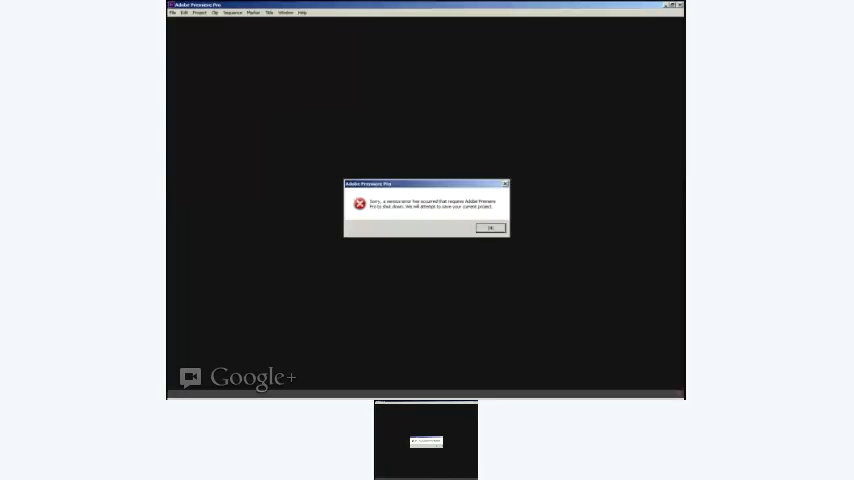 Adobe Premiere Pro
File Edit Project Clip Sequence Marker Title Window Help
Adobe Premiere Pro
Sorry, a serious error has occurred that requires Adobe Premiere
Pro to shut down. We will attempt to save your current project.
OK
Google+